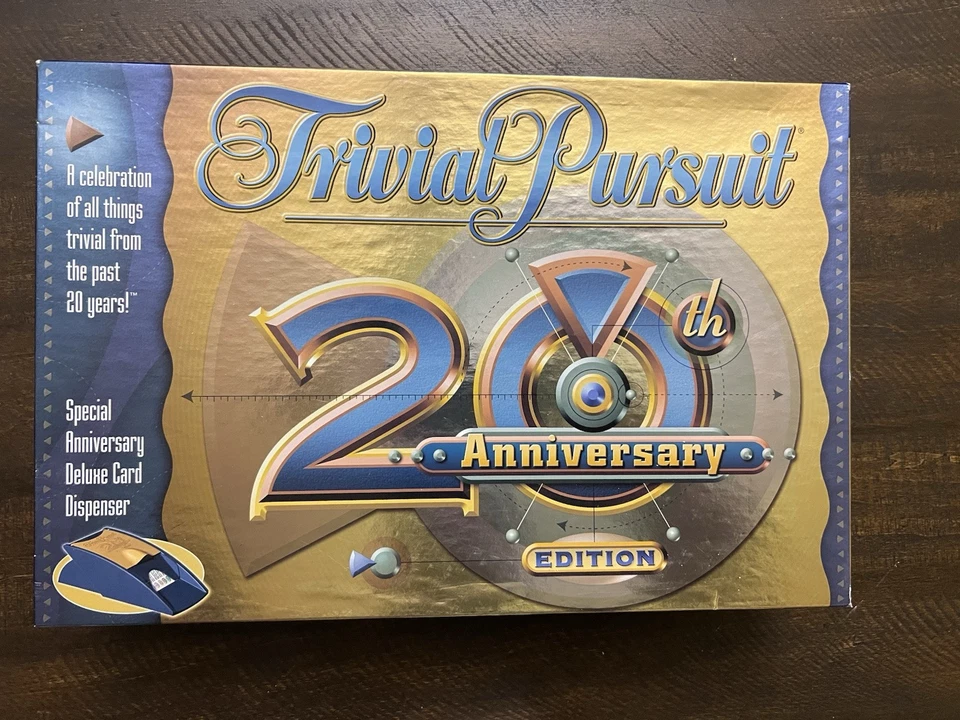 Trivial Pursuit®
A celebration
of all things
trivial from
the past
20 years!™
20th
Anniversary
EDITION
Special
Anniversary
Deluxe Card
Dispenser